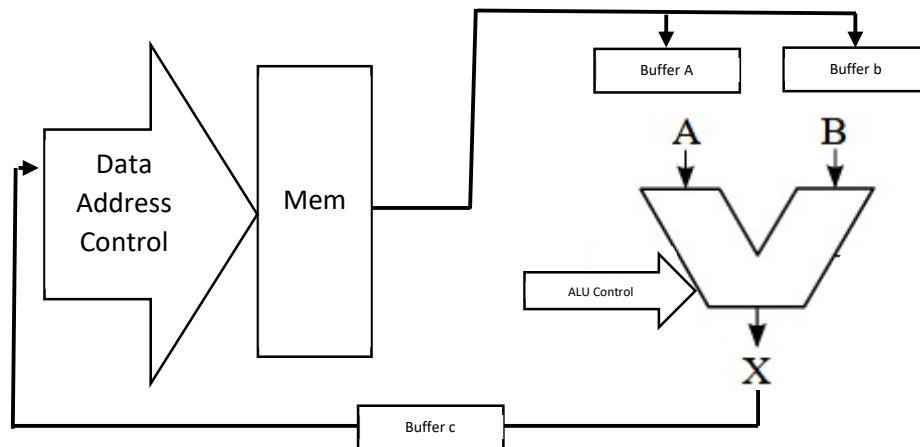 Buffer A
Buffer b
Data
Address
Control
Mem
A
B
ALU Control
X
Buffer c